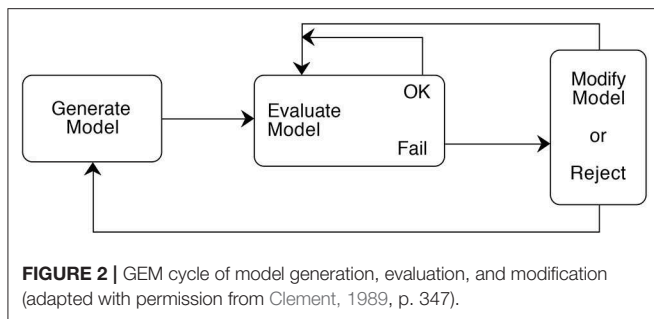 Generate
Model
Evaluate
Model
OK
Fail
Modify
Model
or
Reject
FIGURE 2 | GEM cycle of model generation, evaluation, and modification
(adapted with permission from Clement, 1989, p. 347).